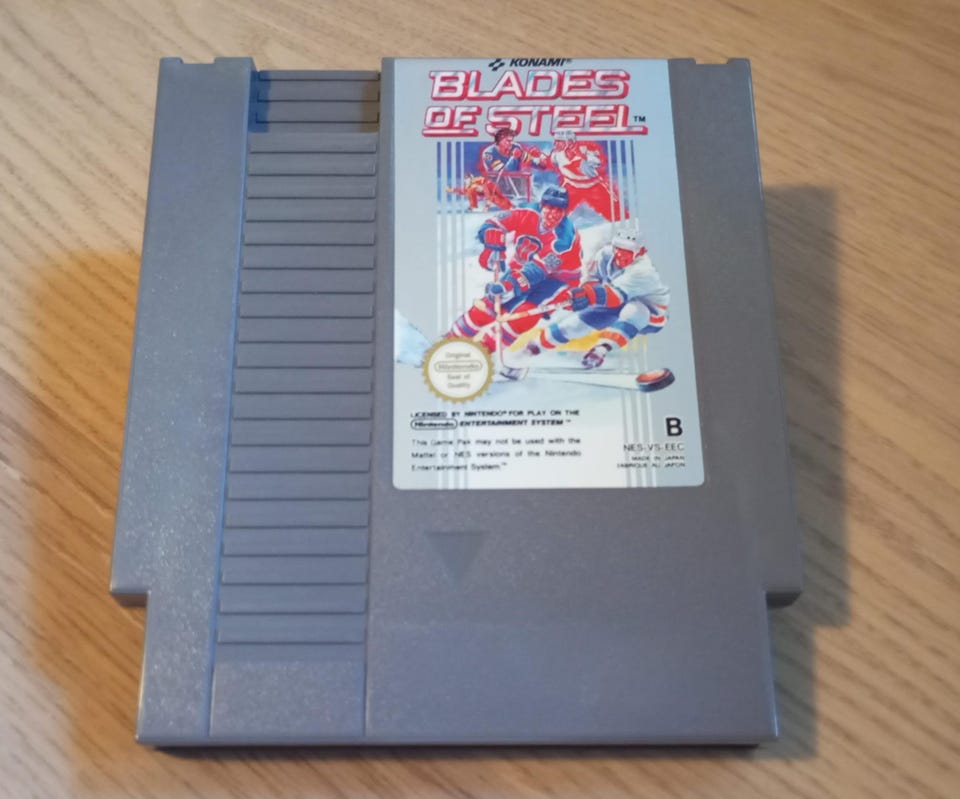 KONAMI®
BLADES
OF STEEL™
Original
Nintendo
Seal of
Quality
LICENSED BY NINTENDO® FOR PLAY ON THE
Nintendo ENTERTAINMENT SYSTEM™
This Game Pak may not be used with the
Mattel or NES versions of the Nintendo
Entertainment System.™
B
NES-VS-EEC
MADE IN JAPAN
FABRIQUÉ AU JAPON